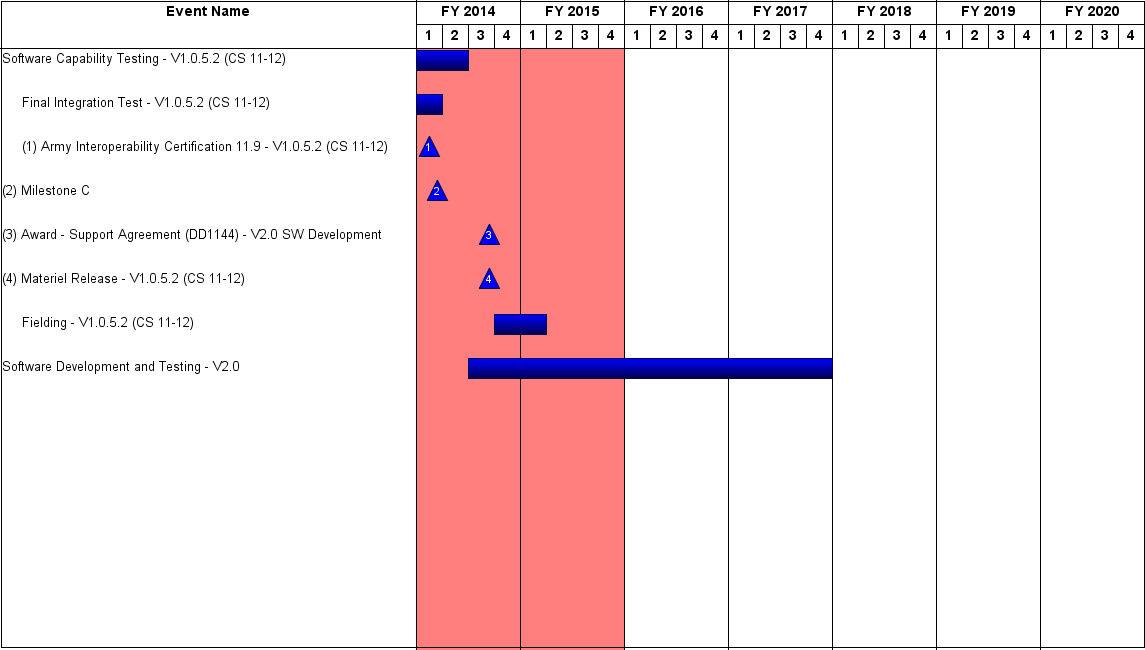 Event Name FY 2014 FY 2015 FY 2016 FY 2017 FY 2018 FY 2019 FY 2020
1 2 3 4 1 2 3 4 1 2 3 4 1 2 3 4 1 2 3 4 1 2 3 4 1 2 3 4
Software Capability Testing - V1.0.5.2 (CS 11-12)
Final Integration Test - V1.0.5.2 (CS 11-12)
(1) Army Interoperability Certification 11.9 - V1.0.5.2 (CS 11-12) 1
(2) Milestone C 2
(3) Award - Support Agreement (DD1144) - V2.0 SW Development 3
(4) Materiel Release - V1.0.5.2 (CS 11-12) 4
Fielding - V1.0.5.2 (CS 11-12)
Software Development and Testing - V2.0